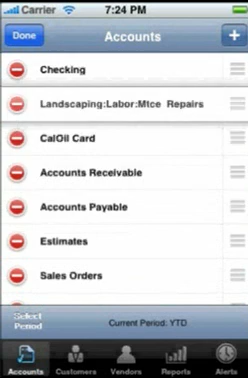 Carrier 7:24 PM
Done Accounts +
Checking
Landscaping:Labor:Mtce Repairs
CalOil Card
Accounts Receivable
Accounts Payable
Estimates
Sales Orders
Select
Period
Current Period: YTD
Accounts Customers Vendors Reports Alerts